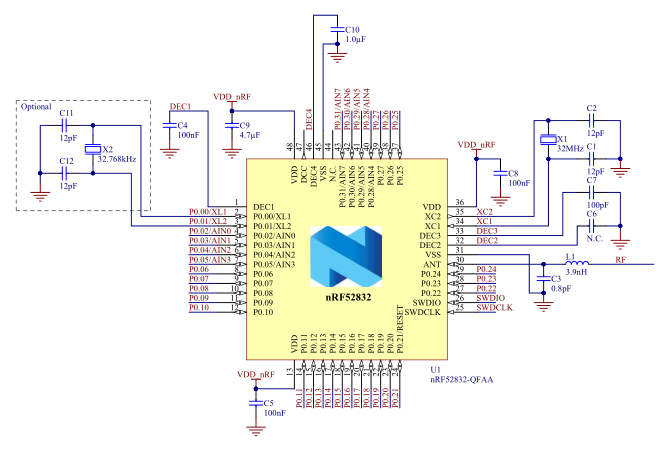 C10
1.0µF
Optional
C11
12pF
X2
32.768kHz
C12
12pF
DEC1
C4
100nF
VDD_nRF
C9
4.7µF
DEC4
P0.31/AIN7
P0.30/AIN6
P0.29/AIN5
P0.28/AIN4
P0.27
P0.26
P0.25
VDD_nRF
C8
100nF
C2
12pF
X1
32MHz
C1
12pF
C7
100pF
C6
N.C.
48
47
46
45
44
43
42
41
40
39
38
37
VDD
DCC
DEC4
VSS
N.C.
P0.31/AIN7
P0.30/AIN6
P0.29/AIN5
P0.28/AIN4
P0.27
P0.26
P0.25
1 DEC1
P0.00/XL1 2 P0.00/XL1
P0.01/XL2 3 P0.01/XL2
P0.02/AIN0 4 P0.02/AIN0
P0.03/AIN1 5 P0.03/AIN1
P0.04/AIN2 6 P0.04/AIN2
P0.05/AIN3 7 P0.05/AIN3
P0.06 8 P0.06
P0.07 9 P0.07
P0.08 10 P0.08
P0.09 11 P0.09
P0.10 12 P0.10
nRF52832
VDD 36
XC2 35 XC2
XC1 34 XC1
DEC3 33 DEC3
DEC2 32 DEC2
VSS 31
ANT 30
P0.24 29 P0.24
P0.23 28 P0.23
P0.22 27 P0.22
SWDIO 26 SWDIO
SWDCLK 25 SWDCLK
L1
3.9nH
RF
C3
0.8pF
VDD
P0.11
P0.12
P0.13
P0.14
P0.15
P0.16
P0.17
P0.18
P0.19
P0.20
P0.21/RESET
13
14
15
16
17
18
19
20
21
22
23
24
P0.11
P0.12
P0.13
P0.14
P0.15
P0.16
P0.17
P0.18
P0.19
P0.20
P0.21
VDD_nRF
C5
100nF
U1
nRF52832-QFAA